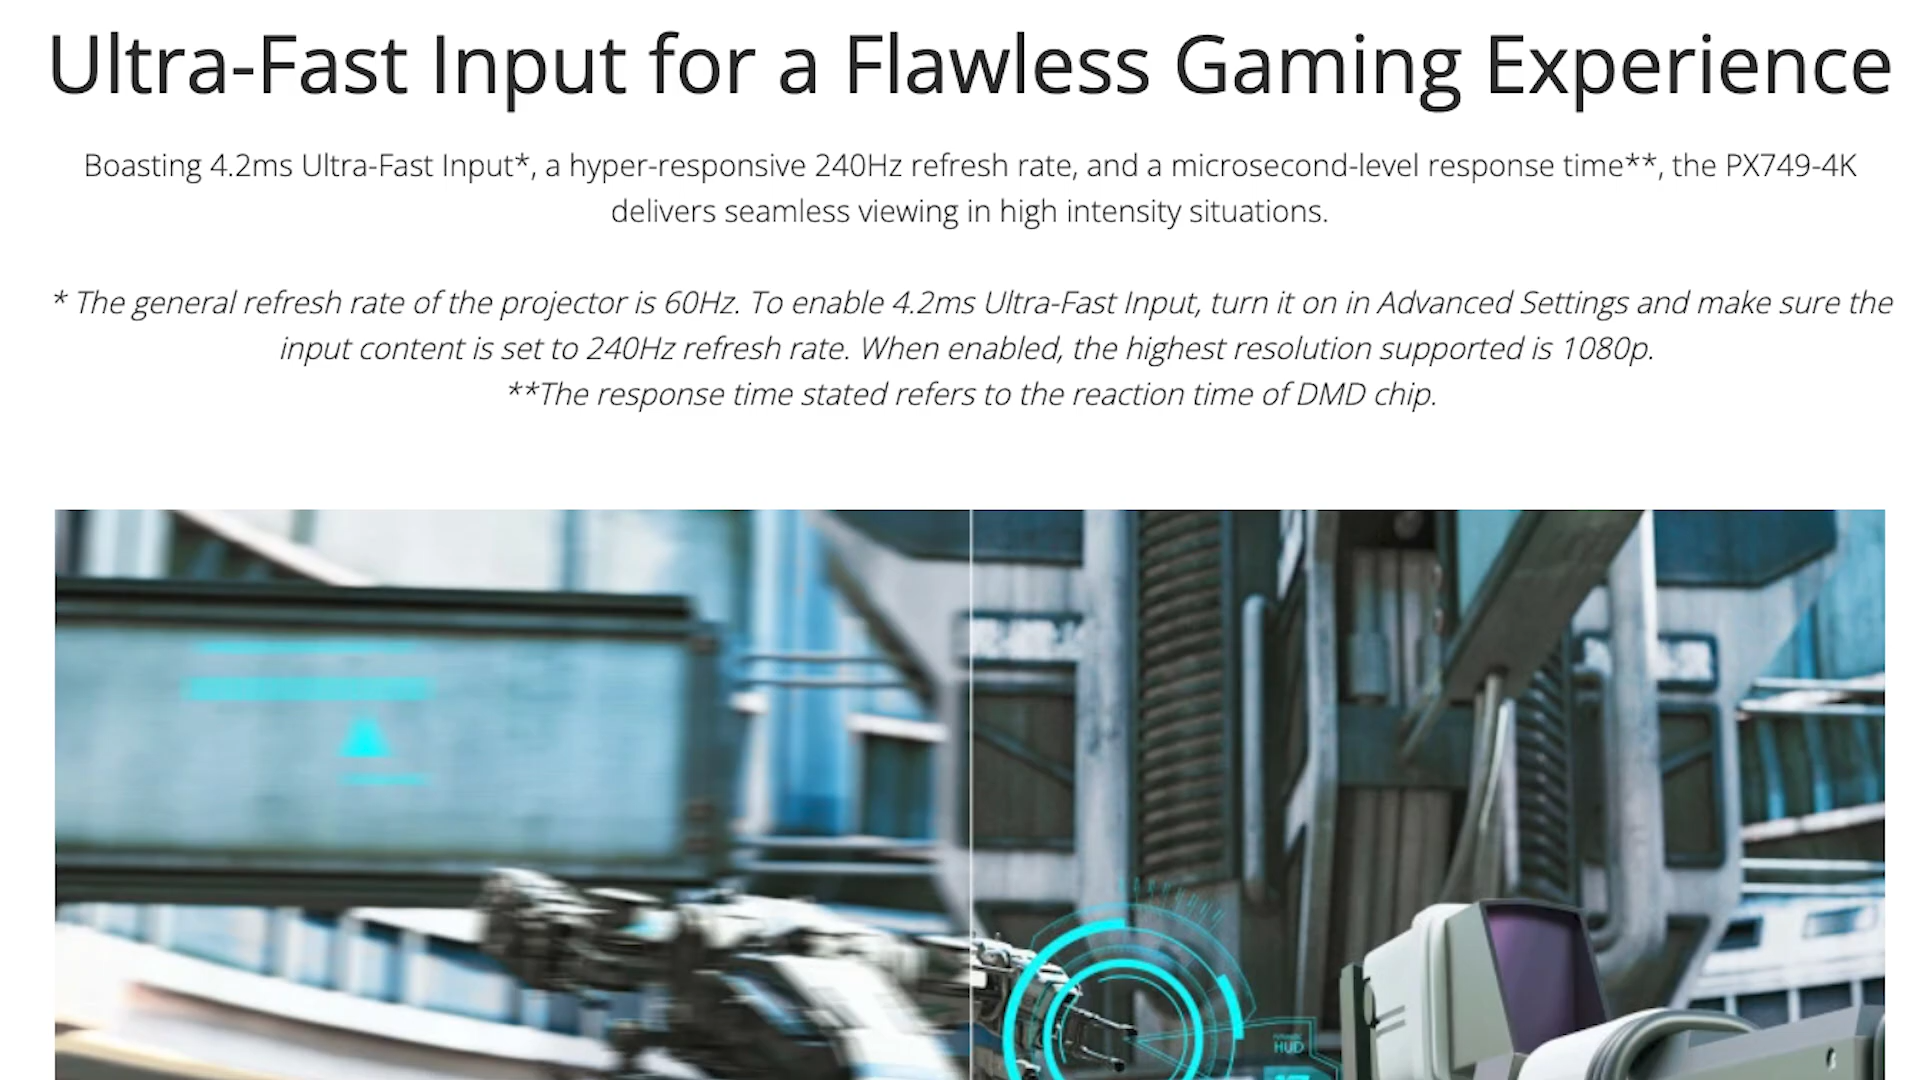 Ultra-Fast Input for a Flawless Gaming Experience
Boasting 4.2ms Ultra-Fast Input*, a hyper-responsive 240Hz refresh rate, and a microsecond-level response time**, the PX749-4K
delivers seamless viewing in high intensity situations.
* The general refresh rate of the projector is 60Hz. To enable 4.2ms Ultra-Fast Input, turn it on in Advanced Settings and make sure the
input content is set to 240Hz refresh rate. When enabled, the highest resolution supported is 1080p.
**The response time stated refers to the reaction time of DMD chip.
HUD